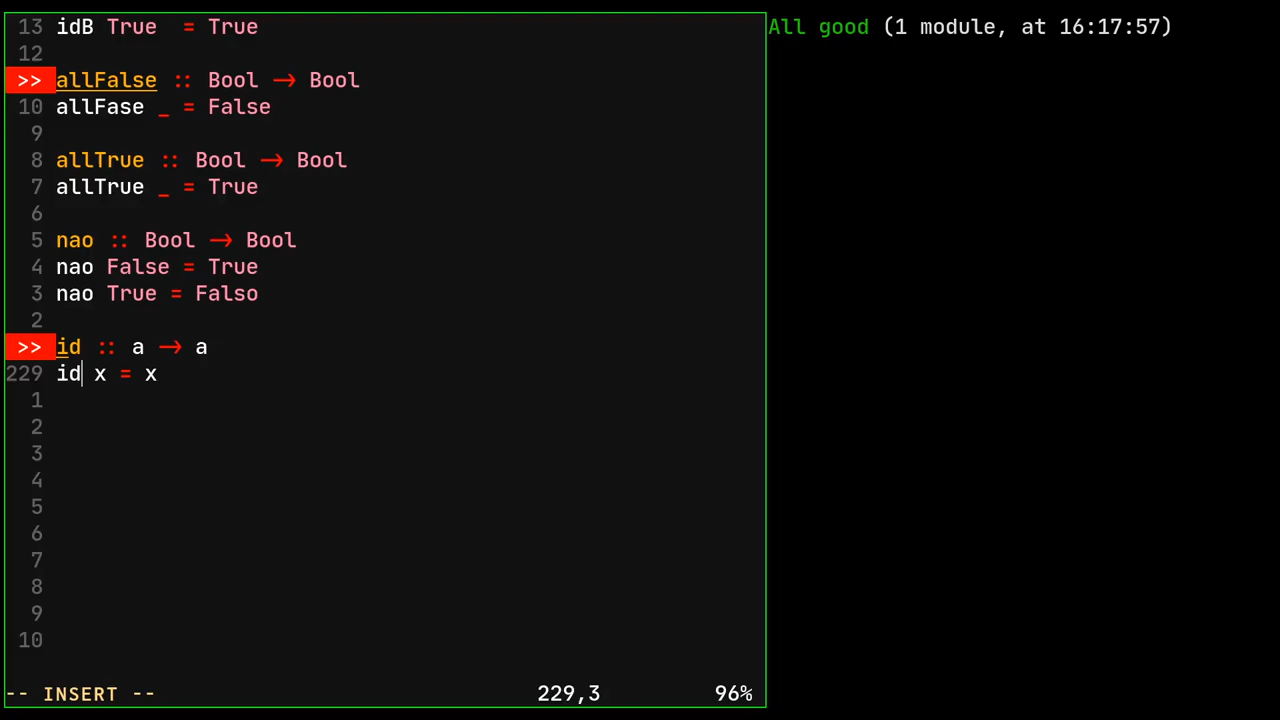 13 idB True  = True
12
>> allFalse :: Bool → Bool
10 allFase _ = False
9
8 allTrue :: Bool → Bool
7 allTrue _ = True
6
5 nao :: Bool → Bool
4 nao False = True
3 nao True = Falso
2
>> id :: a → a
229 id x = x
1
2
3
4
5
6
7
8
9
10
-- INSERT -- 229,3 96%
All good (1 module, at 16:17:57)